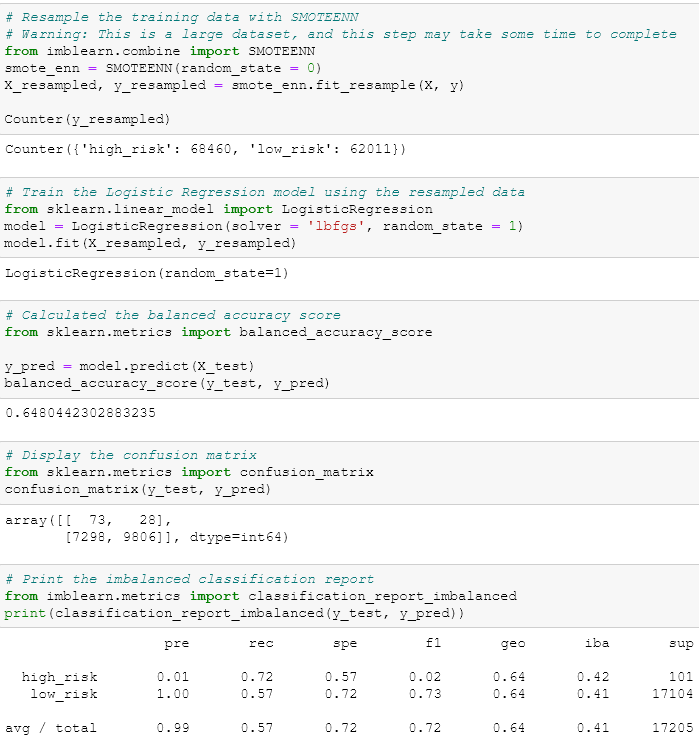 # Resample the training data with SMOTEENN
# Warning: This is a large dataset, and this step may take some time to complete
from imblearn.combine import SMOTEENN
smote_enn = SMOTEENN(random_state = 0)
X_resampled, y_resampled = smote_enn.fit_resample(X, y)
Counter(y_resampled)
Counter({'high_risk': 68460, 'low_risk': 62011})
# Train the Logistic Regression model using the resampled data
from sklearn.linear_model import LogisticRegression
model = LogisticRegression(solver = 'lbfgs', random_state = 1)
model.fit(X_resampled, y_resampled)
LogisticRegression(random_state=1)
# Calculated the balanced accuracy score
from sklearn.metrics import balanced_accuracy_score
y_pred = model.predict(X_test)
balanced_accuracy_score(y_test, y_pred)
0.6480442302883235
# Display the confusion matrix
from sklearn.metrics import confusion_matrix
confusion_matrix(y_test, y_pred)
array([[  73,   28],
       [7298, 9806]], dtype=int64)
# Print the imbalanced classification report
from imblearn.metrics import classification_report_imbalanced
print(classification_report_imbalanced(y_test, y_pred))
pre rec spe f1 geo iba sup
high_risk 0.01 0.72 0.57 0.02 0.64 0.42 101
low_risk 1.00 0.57 0.72 0.73 0.64 0.41 17104
avg / total 0.99 0.57 0.72 0.72 0.64 0.41 17205